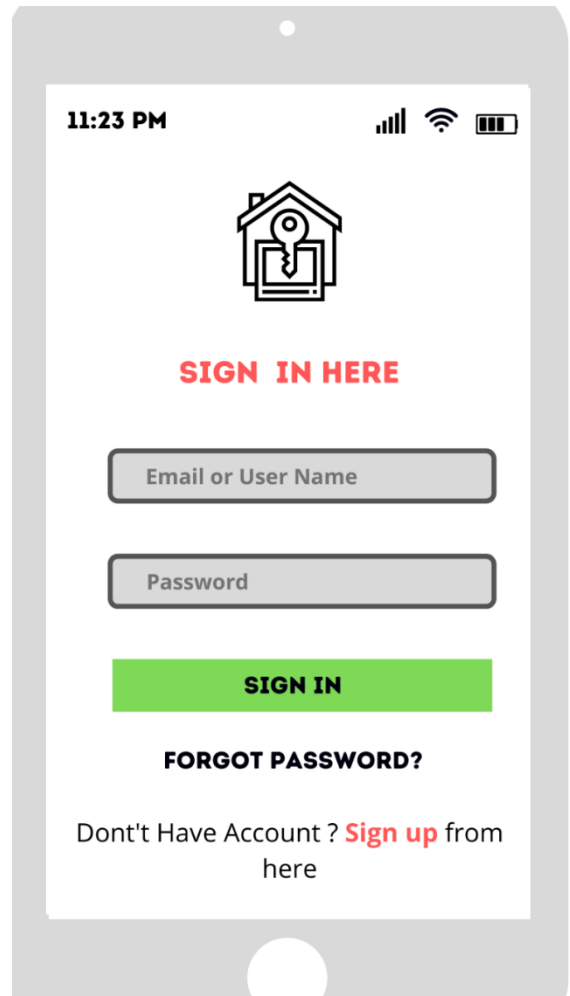 11:23 PM
SIGN IN HERE
Email or User Name
Password
SIGN IN
FORGOT PASSWORD?
Dont't Have Account ? Sign up from
here